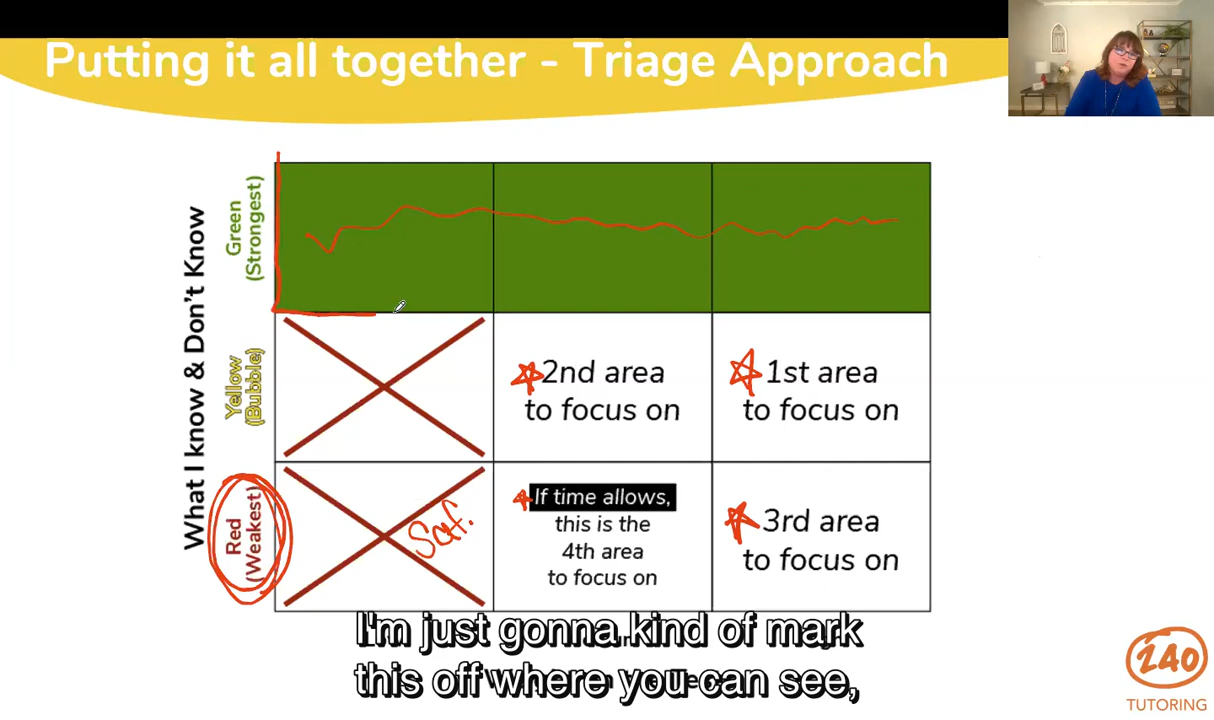 Putting it all together - Triage Approach
What I know & Don't Know
Green
(Strongest)
Yellow
(Bubble)
2nd area
to focus on
1st area
to focus on
Red
(Weakest)
If time allows,
this is the
4th area
to focus on
3rd area
to focus on
I'm just gonna kind of mark
this off where you can see,
240
TUTORING